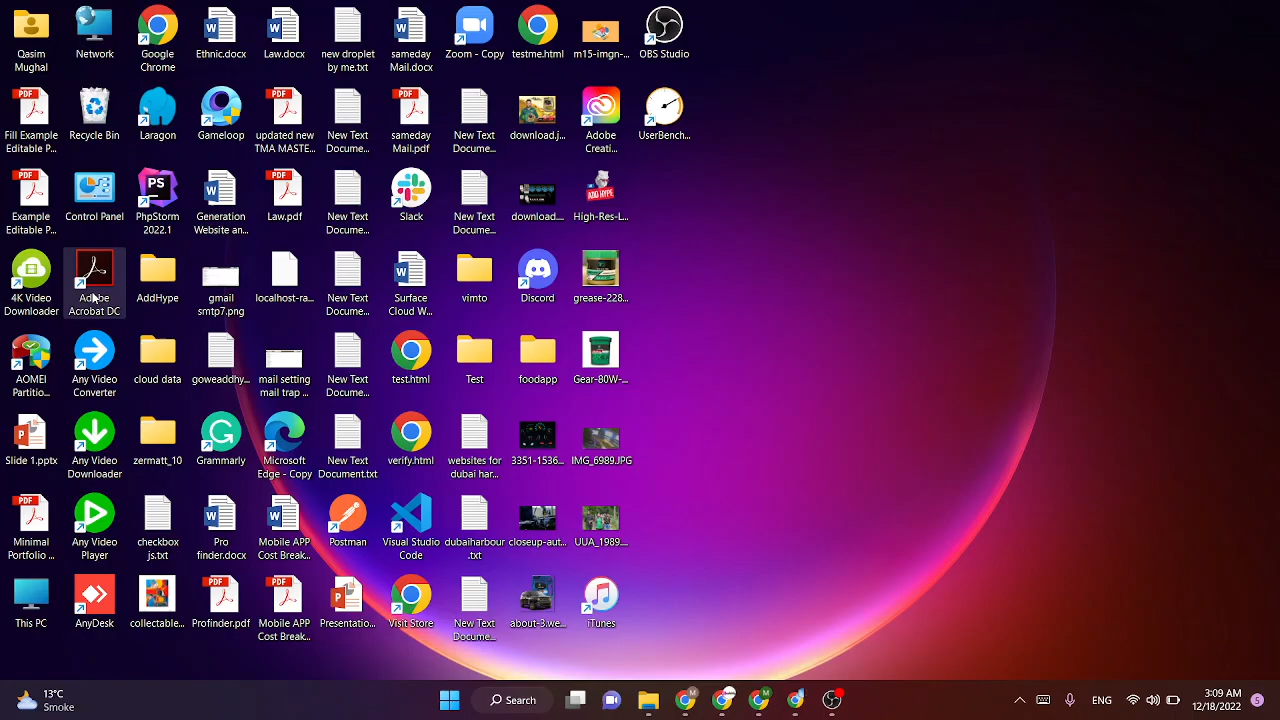 Qasim
Mughal
Network
Google
Chrome
Ethnic.docx
Law.docx
new droplet
by me.txt
sameday
Mail.docx
Zoom - Copy
testme.html
m15-imgn-...
OBS Studio
Fill Example
Editable P...
Recycle Bin
Laragon
Gameloop
updated new
TMA MASTE...
New Text
Docume...
sameday
Mail.pdf
New Text
Docume...
download.j...
Adobe
Creati...
UserBench...
Example
Editable P...
Control Panel
PhpStorm
2022.1
Generation
Website an...
Law.pdf
New Text
Docume...
Slack
New Text
Docume...
download....
High-Res-L...
4K Video
Downloader
Adobe
Acrobat DC
AddHype
gmail
smtp7.png
localhost-ra...
New Text
Docume...
Surface
Cloud W...
vimto
Discord
grease-228...
AOMEI
Partition...
Any Video
Converter
cloud data
goweaddhy...
mail setting
mail trap ...
New Text
Docume...
test.html
Test
foodapp
Gear-80W-...
Slide Desck
Any Video
Downloader
zermatt_10
Grammarly
Microsoft
Edge - Copy
New Text
Document.txt
verify.html
websites for
dubai har...
3351-1536...
IMG_6989.JPG
Minimal
Portfolio ...
Any Video
Player
checkbox
js.txt
Pro
finder.docx
Mobile APP
Cost Break...
Postman
Visual Studio
Code
dubaiharbour
.txt
closeup-aut...
UUA_1989....
This PC
AnyDesk
collectable...
Profinder.pdf
Mobile APP
Cost Break...
Presentatio...
Visit Store
New Text
Docume...
about-3.we...
iTunes
13°C
Smoke
Search
ENG
3:09 AM
12/18/2022
5